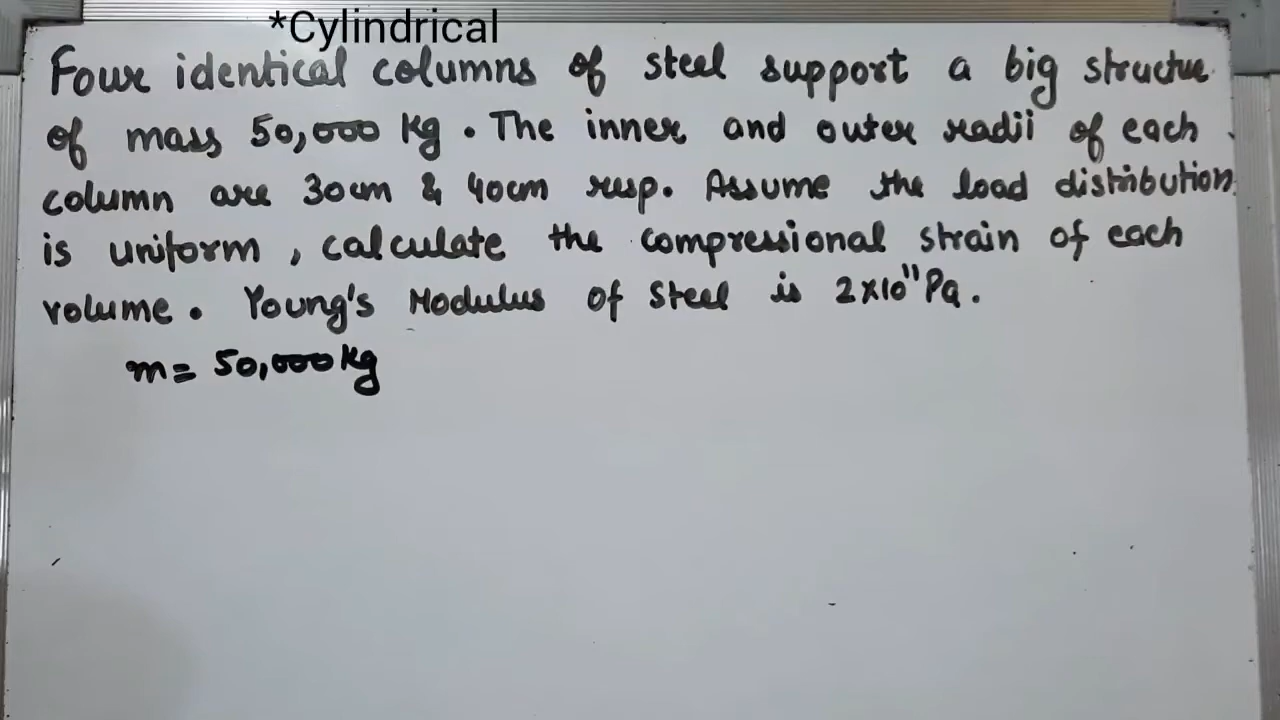 *Cylindrical
Four identical columns of steel support a big structue
of mass 50,000 kg. The inner and outer radii of each
column are 30cm & 40cm resp. Assume the load distribution
is uniform, calculate the compressional strain of each
volume. Young's Modulus of Steel is 2x10¹¹ Pa.
m= 50,000 kg